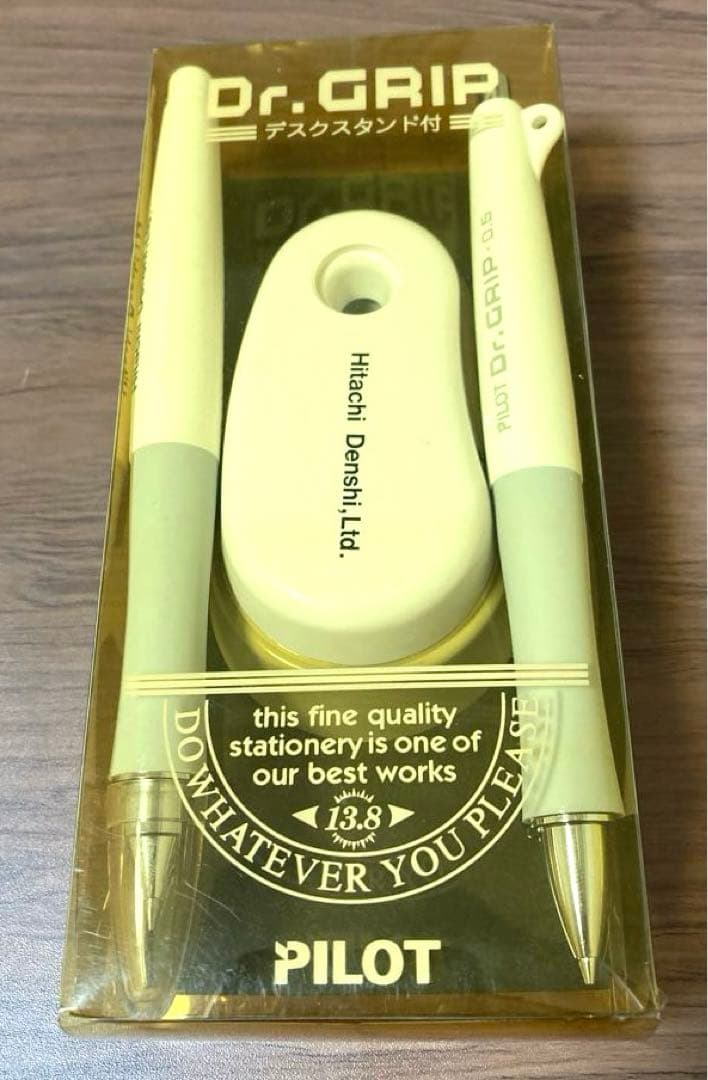 Dr. GRIP
デスクスタンド付
PILOT Dr. GRIP · 0.5
Hitachi Denshi,Ltd.
this fine quality
stationery is one of
our best works
13.8
DO WHATEVER YOU PLEASE
PILOT